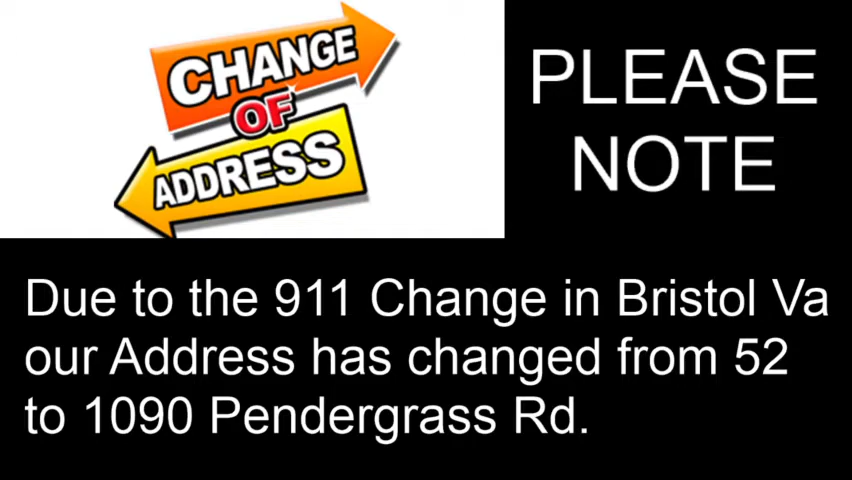 CHANGE
OF
ADDRESS
PLEASE
NOTE
Due to the 911 Change in Bristol Va
our Address has changed from 52
to 1090 Pendergrass Rd.